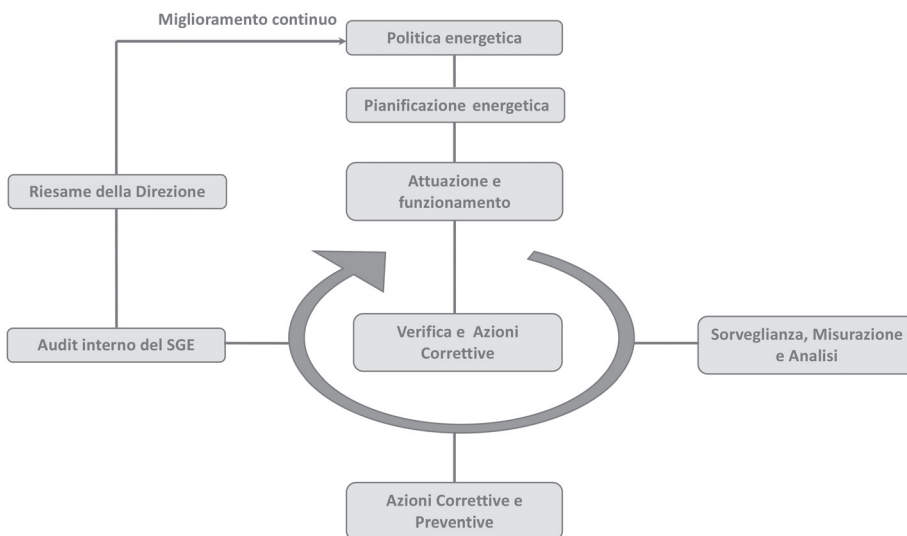 Miglioramento continuo
Politica energetica
Pianificazione energetica
Attuazione e
funzionamento
Riesame della Direzione
Verifica e Azioni
Correttive
Audit interno del SGE
Sorveglianza, Misurazione
e Analisi
Azioni Correttive e
Preventive